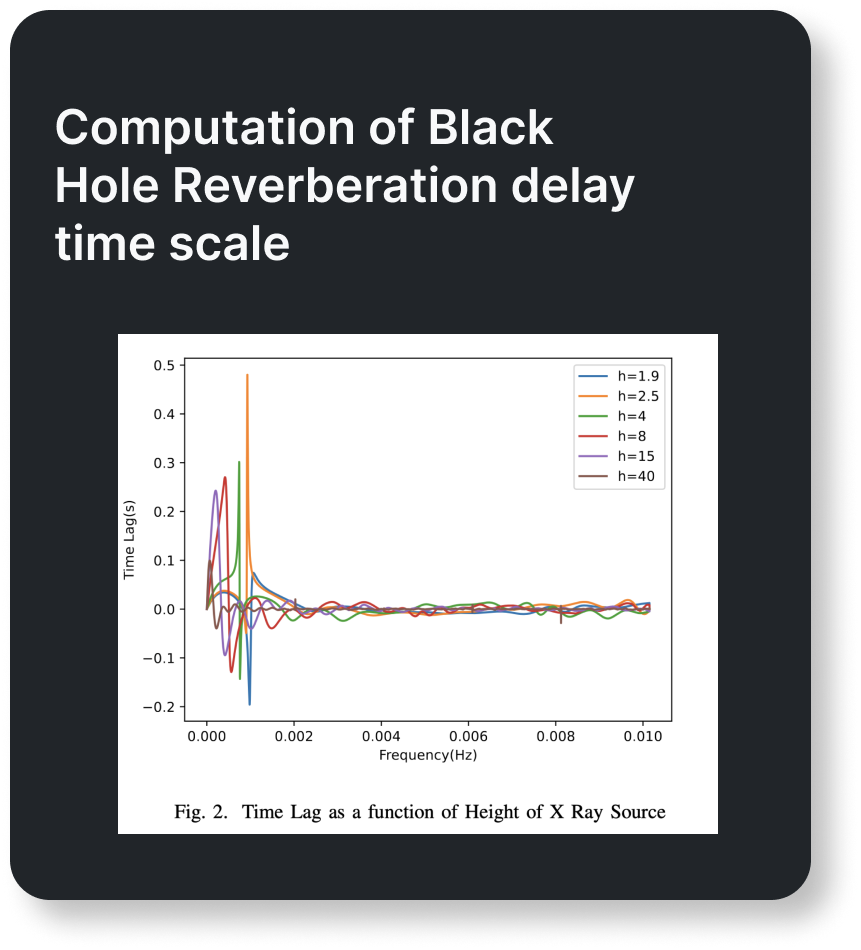 Computation of Black
Hole Reverberation delay
time scale
0.5
0.4
0.3
0.2
0.1
0.0
−0.1
−0.2
Time Lag(s)
h=1.9
h=2.5
h=4
h=8
h=15
h=40
0.000 0.002 0.004 0.006 0.008 0.010
Frequency(Hz)
Fig. 2. Time Lag as a function of Height of X Ray Source